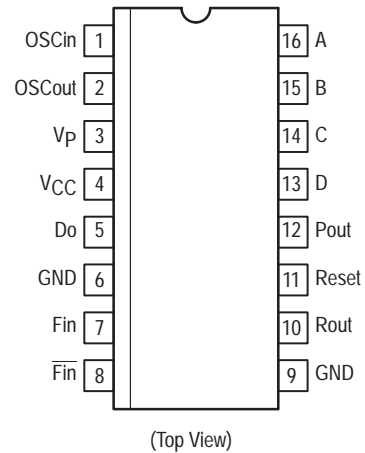 OSCin 1 16 A
OSCout 2 15 B
VP 3 14 C
VCC 4 13 D
Do 5 12 Pout
GND 6 11 Reset
Fin 7 10 Rout
F̅i̅n̅ 8 9 GND
(Top View)